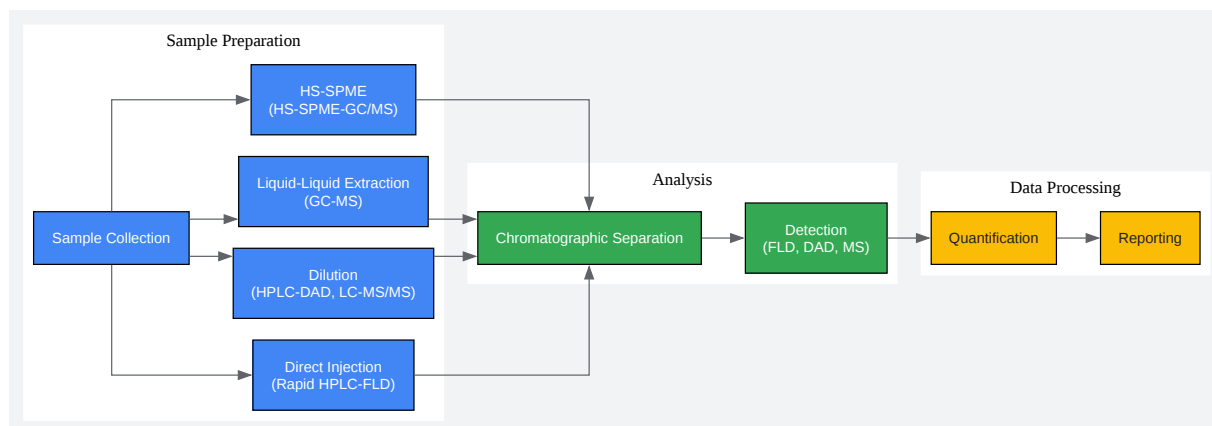 Sample Preparation
HS-SPME
(HS-SPME-GC/MS)
Liquid-Liquid Extraction
(GC-MS)
Sample Collection
Dilution
(HPLC-DAD, LC-MS/MS)
Direct Injection
(Rapid HPLC-FLD)
Analysis
Chromatographic Separation
Detection
(FLD, DAD, MS)
Data Processing
Quantification
Reporting